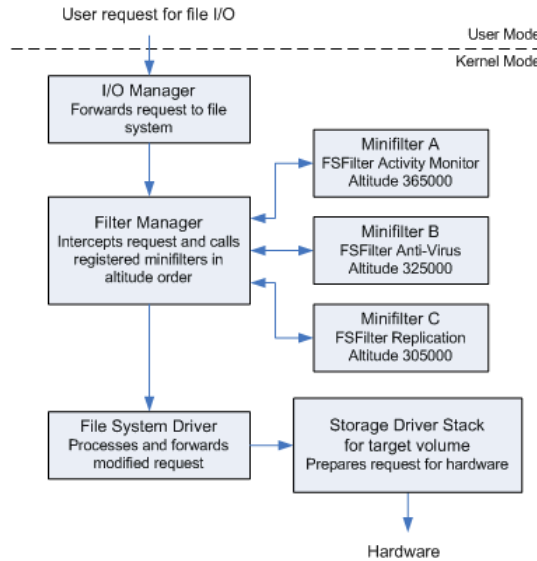 User request for file I/O
User Mode
Kernel Mode
I/O Manager
Forwards request to file
system
Minifilter A
FSFilter Activity Monitor
Altitude 365000
Filter Manager
Intercepts request and calls
registered minifilters in
altitude order
Minifilter B
FSFilter Anti-Virus
Altitude 325000
Minifilter C
FSFilter Replication
Altitude 305000
File System Driver
Processes and forwards
modified request
Storage Driver Stack
for target volume
Prepares request for hardware
Hardware